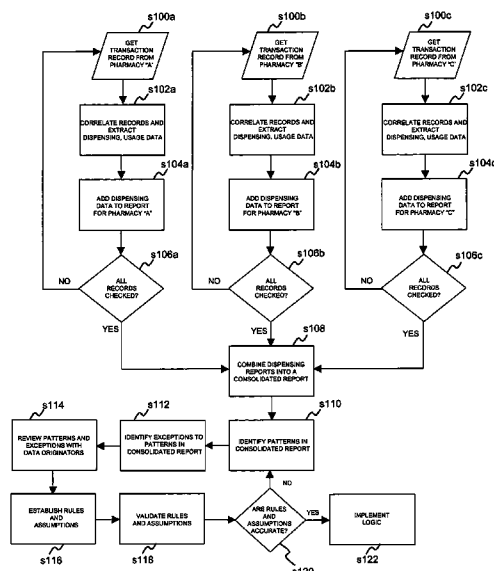 s100a
GET
TRANSACTION
RECORD FROM
PHARMACY "A"
s102a
CORRELATE RECORDS AND
EXTRACT
DISPENSING, USAGE DATA
s104a
ADD DISPENSING
DATA TO REPORT
FOR PHARMACY "A"
s106a
NO
ALL
RECORDS
CHECKED?
YES
s100b
GET
TRANSACTION
RECORD FROM
PHARMACY "B"
s102b
CORRELATE RECORDS AND
EXTRACT
DISPENSING, USAGE DATA
s104b
ADD DISPENSING
DATA TO REPORT
FOR PHARMACY "B"
s106b
NO
ALL
RECORDS
CHECKED?
YES
s100c
GET
TRANSACTION
RECORD FROM
PHARMACY "C"
s102c
CORRELATE RECORDS AND
EXTRACT
DISPENSING, USAGE DATA
s104c
ADD DISPENSING
DATA TO REPORT
FOR PHARMACY "C"
s106c
NO
ALL
RECORDS
CHECKED?
YES
s108
COMBINE DISPENSING
REPORTS INTO A
CONSOLIDATED REPORT
s110
IDENTIFY PATTERNS IN
CONSOLIDATED REPORT
s112
IDENTIFY EXCEPTIONS TO
PATTERNS IN
CONSOLIDATED REPORT
s114
REVIEW PATTERNS AND
EXCEPTIONS WITH
DATA ORIGINATORS
ESTABLISH RULES
AND
ASSUMPTIONS
s116
VALIDATE RULES
AND ASSUMPTIONS
s118
NO
ARE RULES
AND
ASSUMPTIONS
ACCURATE?
YES
s120
IMPLEMENT
LOGIC
s122